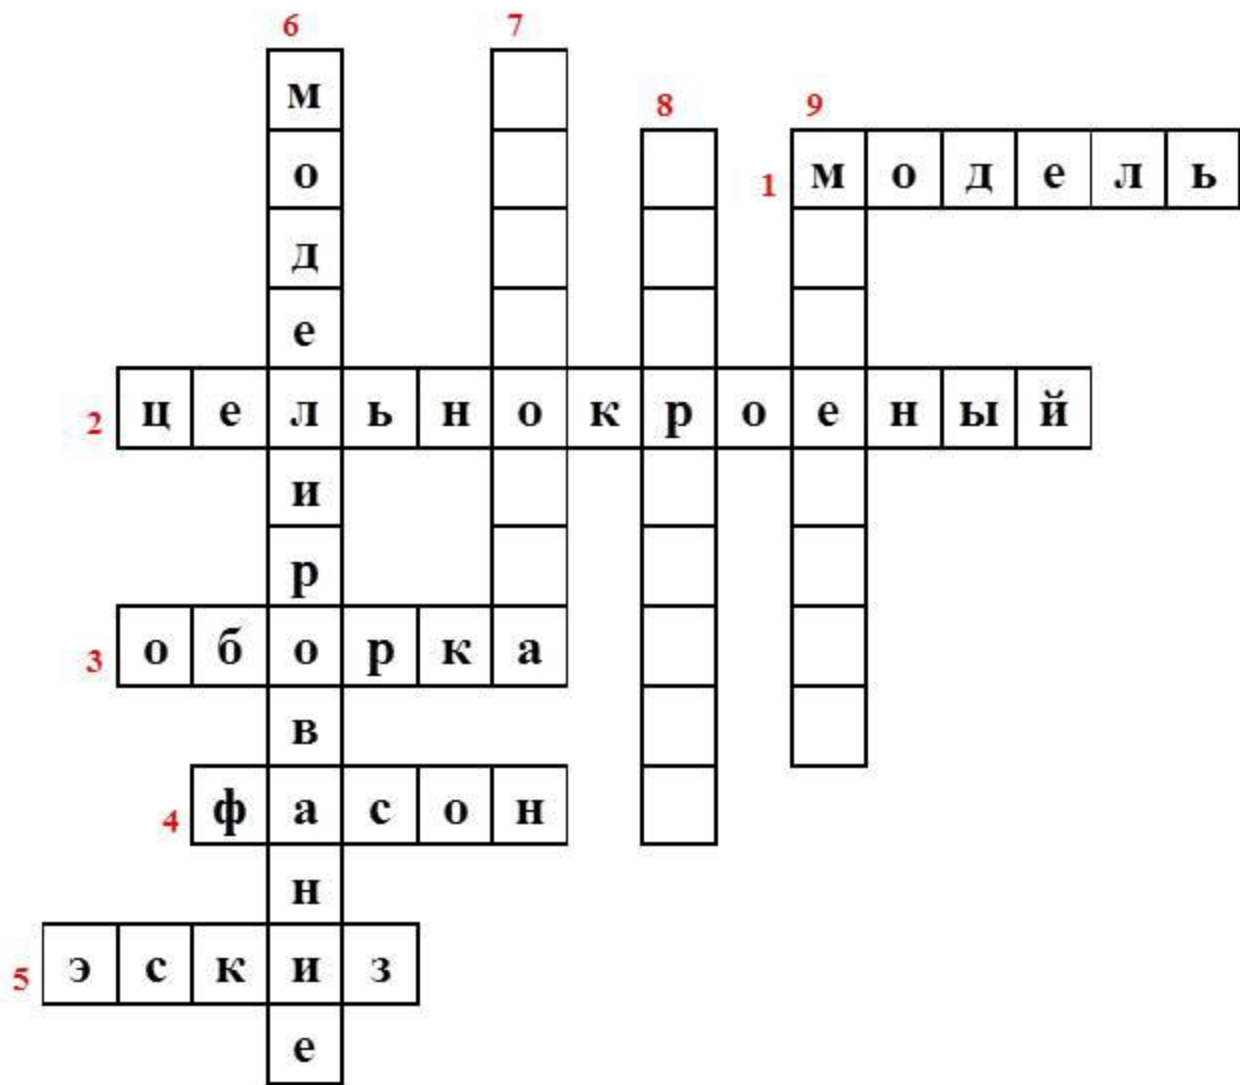 6 7
м
8 9
о 1 модель
д
е
2 цельнокроеный
и
р
3 оборка
в
4 фасон
н
5 эскиз
е